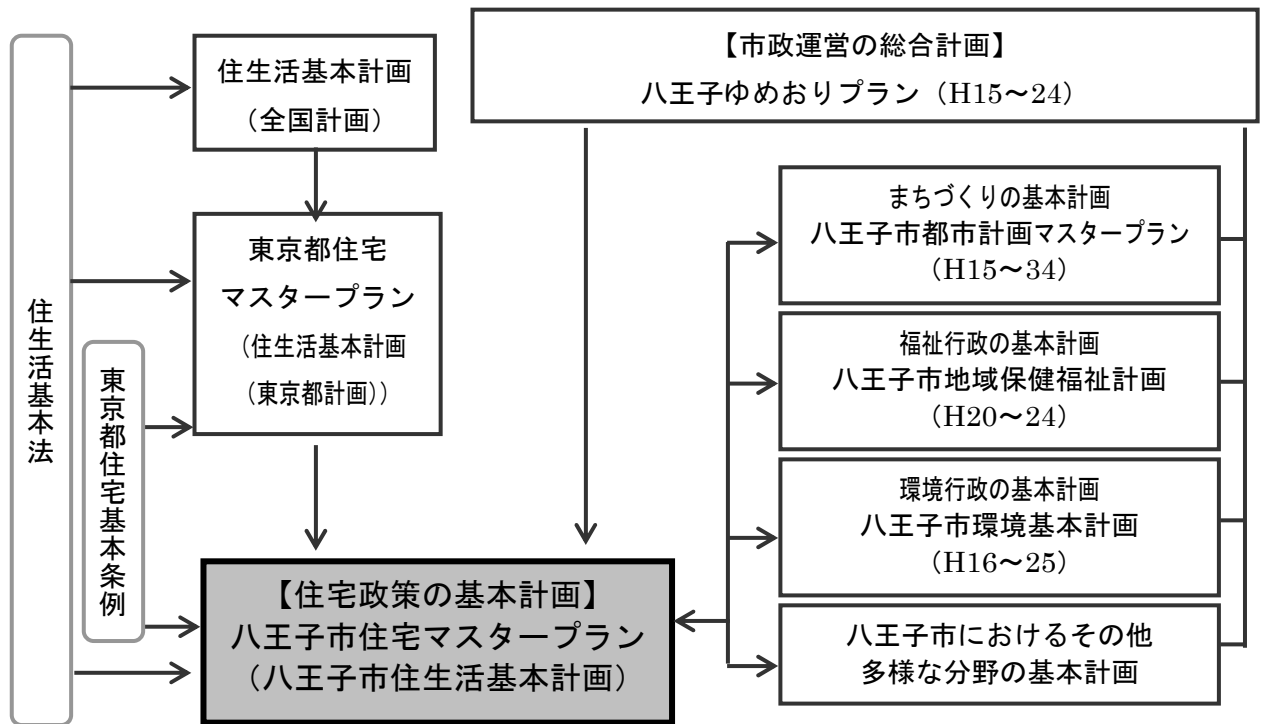 住生活基本法
東京都住宅基本条例
住生活基本計画
（全国計画）
東京都住宅
マスタープラン
（住生活基本計画
（東京都計画））
【市政運営の総合計画】
八王子ゆめおりプラン（H15～24）
まちづくりの基本計画
八王子市都市計画マスタープラン
（H15～34）
福祉行政の基本計画
八王子市地域保健福祉計画
（H20～24）
環境行政の基本計画
八王子市環境基本計画
（H16～25）
八王子市におけるその他
多様な分野の基本計画
【住宅政策の基本計画】
八王子市住宅マスタープラン
（八王子市住生活基本計画）